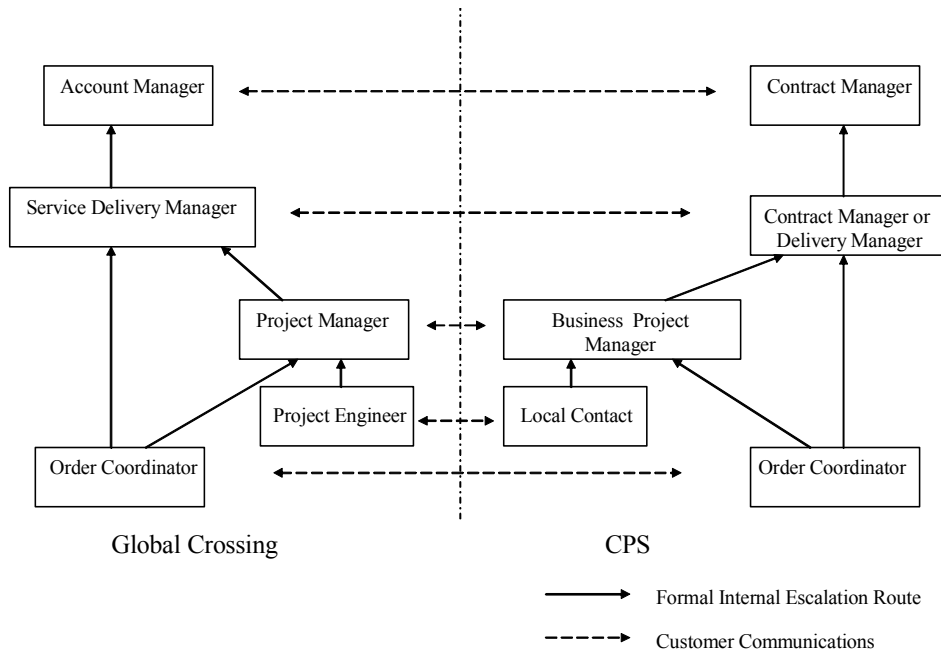 Account Manager
Contract Manager
Service Delivery Manager
Contract Manager or
Delivery Manager
Project Manager
Business Project
Manager
Project Engineer
Local Contact
Order Coordinator
Order Coordinator
Global Crossing
CPS
Formal Internal Escalation Route
Customer Communications